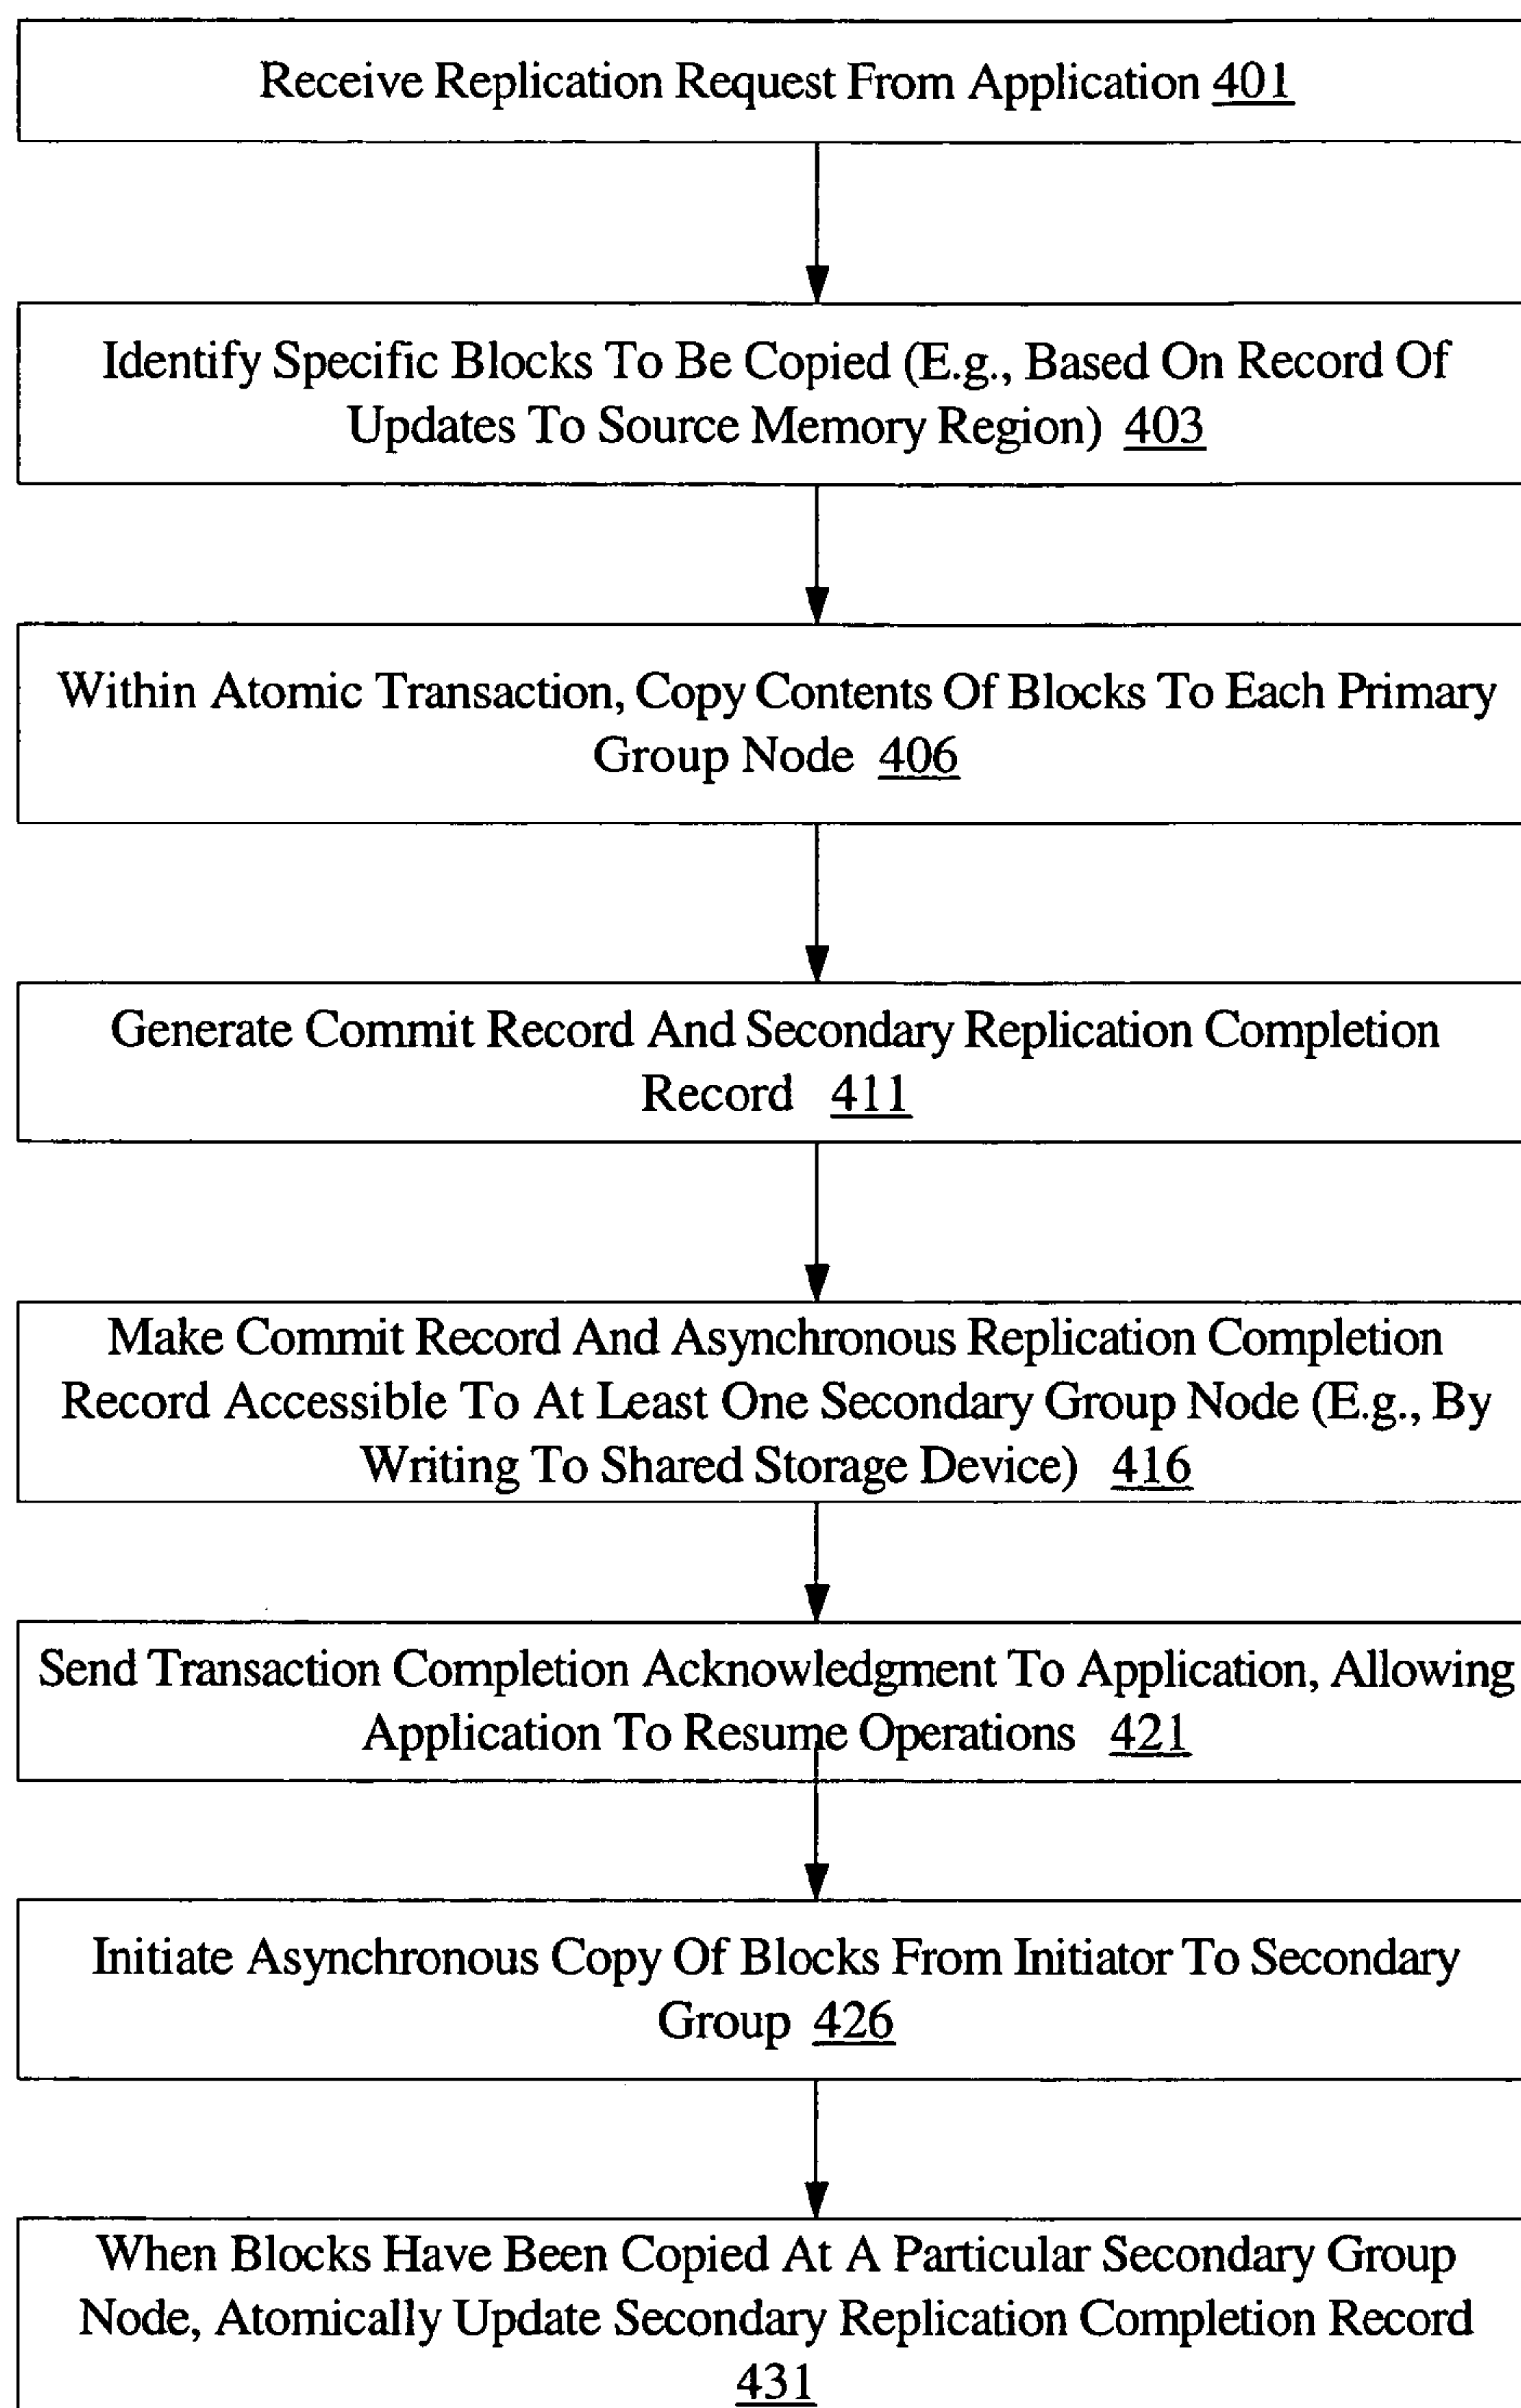 Receive Replication Request From Application 401
Identify Specific Blocks To Be Copied (E.g., Based On Record Of
Updates To Source Memory Region) 403
Within Atomic Transaction, Copy Contents Of Blocks To Each Primary
Group Node 406
Generate Commit Record And Secondary Replication Completion
Record 411
Make Commit Record And Asynchronous Replication Completion
Record Accessible To At Least One Secondary Group Node (E.g., By
Writing To Shared Storage Device) 416
Send Transaction Completion Acknowledgment To Application, Allowing
Application To Resume Operations 421
Initiate Asynchronous Copy Of Blocks From Initiator To Secondary
Group 426
When Blocks Have Been Copied At A Particular Secondary Group
Node, Atomically Update Secondary Replication Completion Record
431